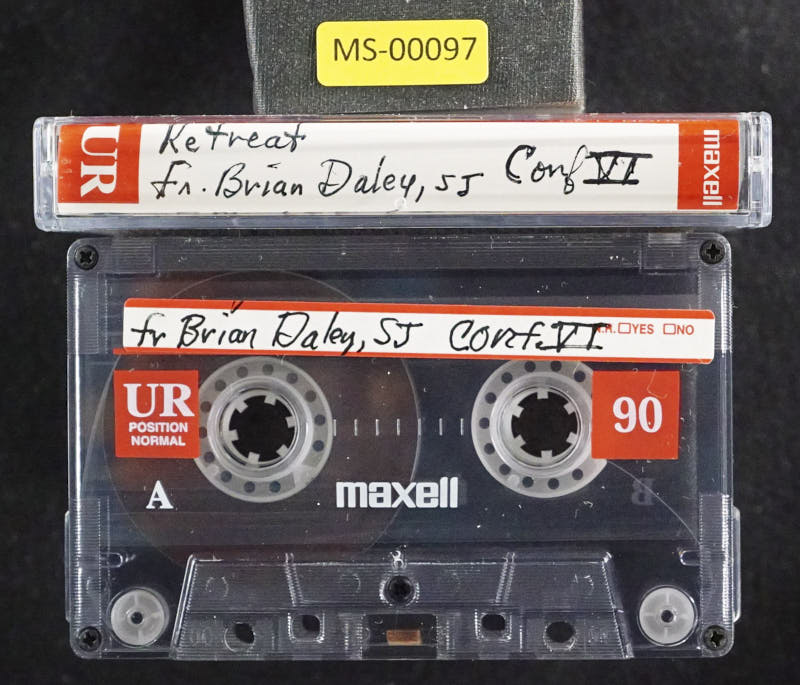 MS-00097
UR
Retreat
Fr. Brian Daley, SJ Conf VI
maxell
fr Brian Daley, SJ Conf. VI
N.R. ☐YES ☐NO
UR
POSITION
NORMAL
90
A
maxell
B